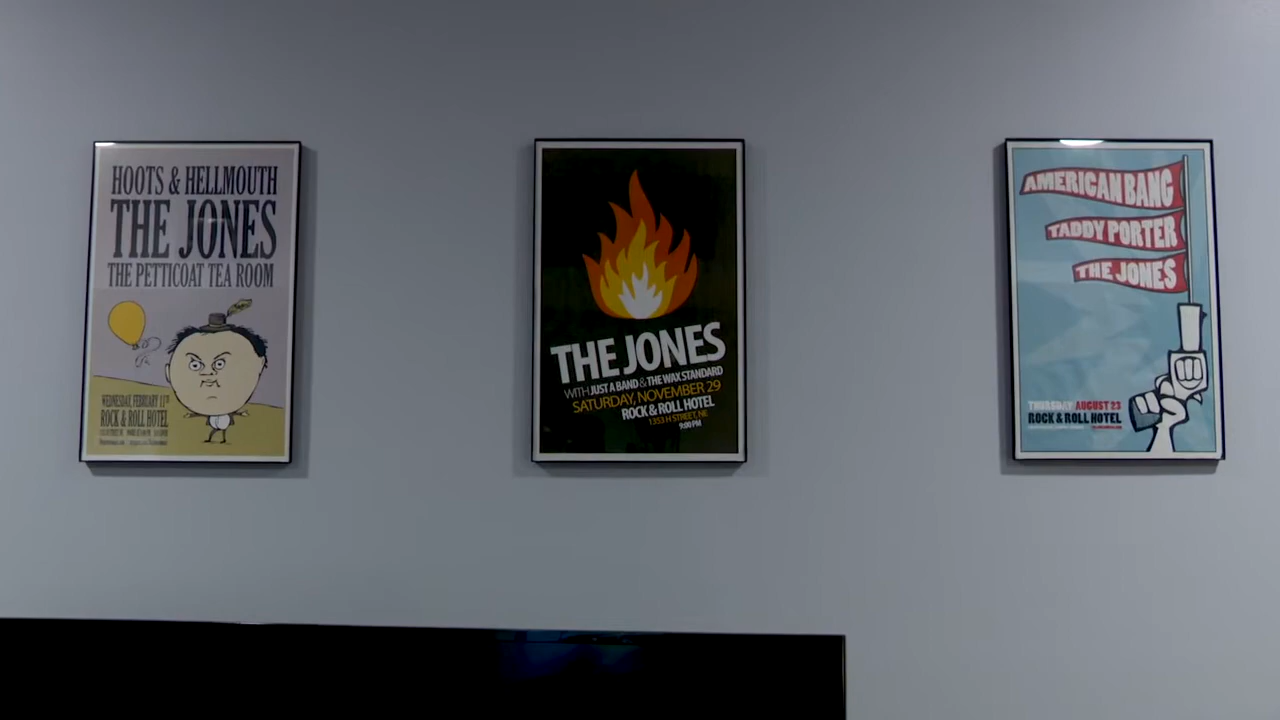 HOOTS & HELLMOUTH
THE JONES
THE PETTICOAT TEA ROOM
WEDNESDAY, FEBRUARY 11TH
ROCK & ROLL HOTEL
THE JONES
WITH JUST A BAND & THE WAX STANDARD
SATURDAY, NOVEMBER 29
ROCK & ROLL HOTEL
1353 H STREET, NE
9:00 PM
AMERICAN BANG
TADDY PORTER
THE JONES
THURSDAY AUGUST 23
ROCK & ROLL HOTEL